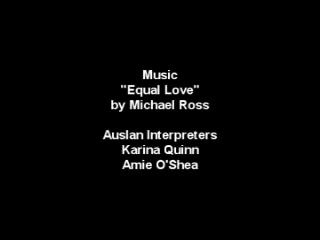 Music
"Equal Love"
by Michael Ross
Auslan Interpreters
Karina Quinn
Amie O'Shea